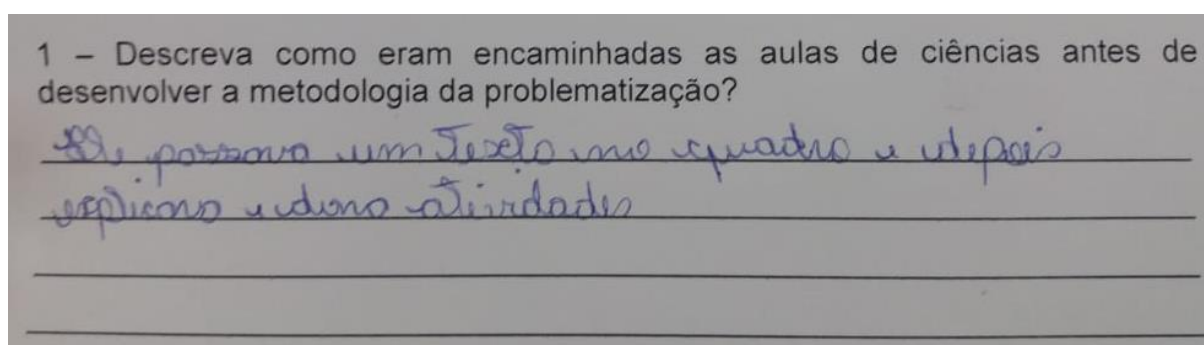 1 – Descreva como eram encaminhadas as aulas de ciências antes de
desenvolver a metodologia da problematização?
Ele passava um Texto no quadro e depois
explicava e dava atividades